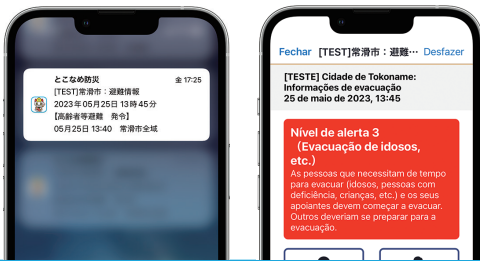 とこなめ防災 金 17:25
[TEST]常滑市：避難情報
2023年05月25日 13時45分
【高齢者等避難 発令】
05月25日 13:40 常滑市全域
Fechar [TEST]常滑市：避難… Desfazer
[TESTE] Cidade de Tokoname:
Informações de evacuação
25 de maio de 2023, 13:45
Nível de alerta 3
（Evacuação de idosos,
etc.）
As pessoas que necessitam de tempo
para evacuar (idosos, pessoas com
deficiência, crianças, etc.) e os seus
apoiantes devem começar a evacuar.
Outros deveriam se preparar para a
evacuação.